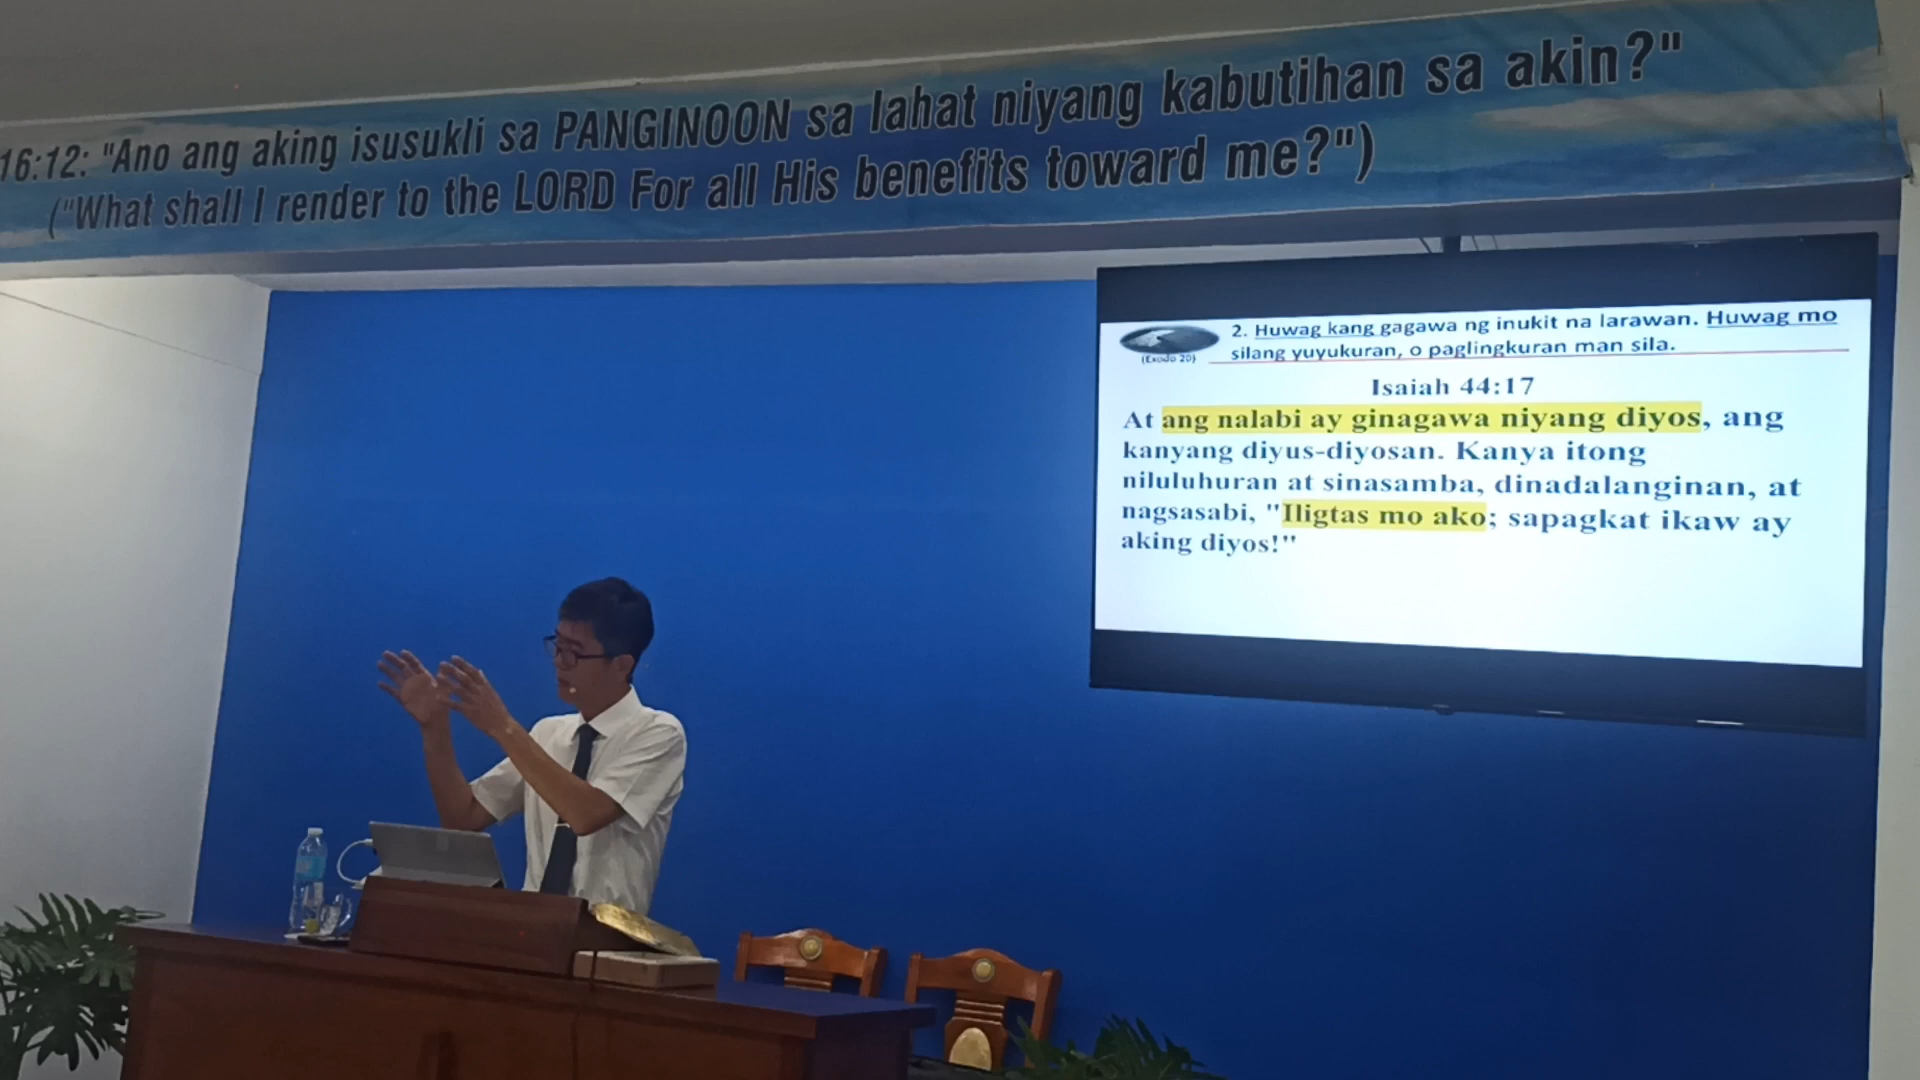 16:12: "Ano ang aking isusukli sa PANGINOON sa lahat niyang kabutihan sa akin?"
("What shall I render to the LORD For all His benefits toward me?")
2. Huwag kang gagawa ng inukit na larawan. Huwag mo
silang yuyukuran, o paglingkuran man sila.
(Exodo 20)
Isaiah 44:17
At ang nalabi ay ginagawa niyang diyos, ang
kanyang diyus-diyosan. Kanya itong
niluluhuran at sinasamba, dinadalanginan, at
nagsasabi, "Iligtas mo ako; sapagkat ikaw ay
aking diyos!"